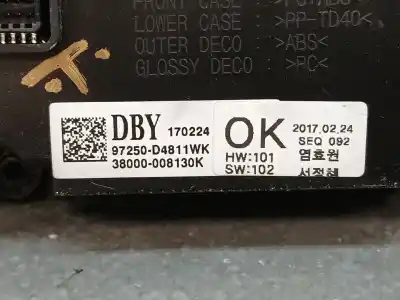 FRONT CASE :
LOWER CASE : >PP-TD40<
OUTER DECO : >ABS<
GLOSSY DECO : >PC<
DBY 170224
97250-D4811WK
38000-008130K
OK
HW:101
SW:102
2017.02.24
SEQ 092
염효원
서정혜